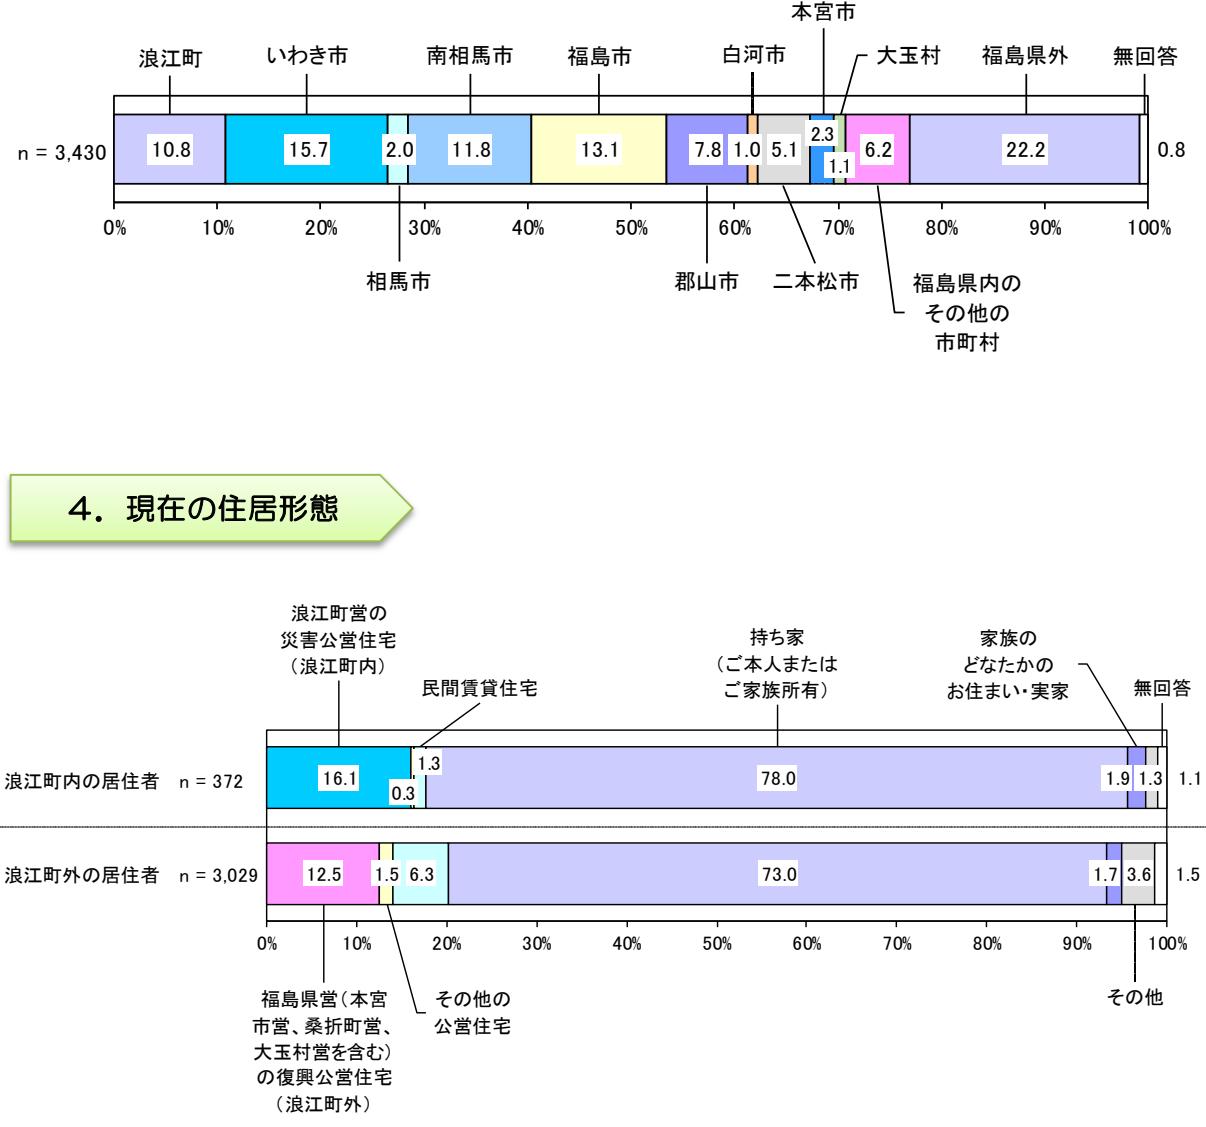 本宮市
浪江町 いわき市 南相馬市 福島市 白河市 大玉村 福島県外 無回答
n = 3,430 10.8 15.7 2.0 11.8 13.1 7.8 1.0 5.1 2.3 1.1 6.2 22.2 0.8
0% 10% 20% 30% 40% 50% 60% 70% 80% 90% 100%
相馬市 郡山市 二本松市 福島県内の
その他の
市町村
4．現在の住居形態
浪江町営の
災害公営住宅
（浪江町内）
民間賃貸住宅
持ち家
（ご本人または
ご家族所有）
家族の
どなたかの
お住まい・実家
無回答
浪江町内の居住者 n = 372 16.1 0.3 1.3 78.0 1.9 1.3 1.1
浪江町外の居住者 n = 3,029 12.5 1.5 6.3 73.0 1.7 3.6 1.5
0% 10% 20% 30% 40% 50% 60% 70% 80% 90% 100%
福島県営（本宮
市営、桑折町営、
大玉村営を含む）
の復興公営住宅
（浪江町外）
その他の
公営住宅
その他